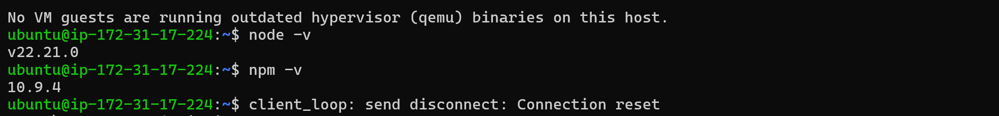 No VM guests are running outdated hypervisor (qemu) binaries on this host.
ubuntu@ip-172-31-17-224:~$ node -v
v22.21.0
ubuntu@ip-172-31-17-224:~$ npm -v
10.9.4
ubuntu@ip-172-31-17-224:~$ client_loop: send disconnect: Connection reset